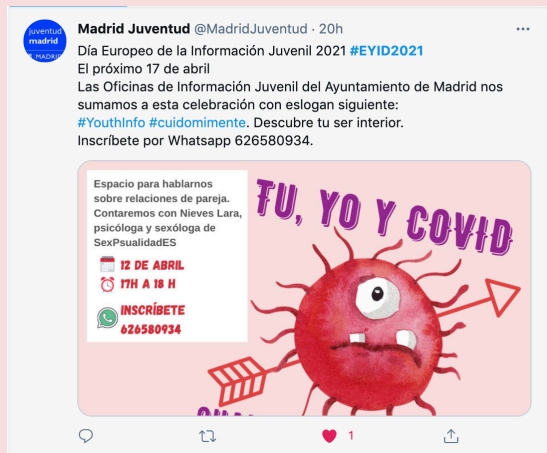 juventud
madrid
MADRID
Madrid Juventud @MadridJuventud · 20h
Día Europeo de la Información Juvenil 2021 #EYID2021
El próximo 17 de abril
Las Oficinas de Información Juvenil del Ayuntamiento de Madrid nos
sumamos a esta celebración con eslogan siguiente:
#YouthInfo #cuidomimente. Descubre tu ser interior.
Inscríbete por Whatsapp 626580934.
Espacio para hablarnos
sobre relaciones de pareja.
Contaremos con Nieves Lara,
psicóloga y sexóloga de
SexPsualidadES
12 DE ABRIL
17H A 18 H
INSCRÍBETE
626580934
TU, YO Y COVID
1